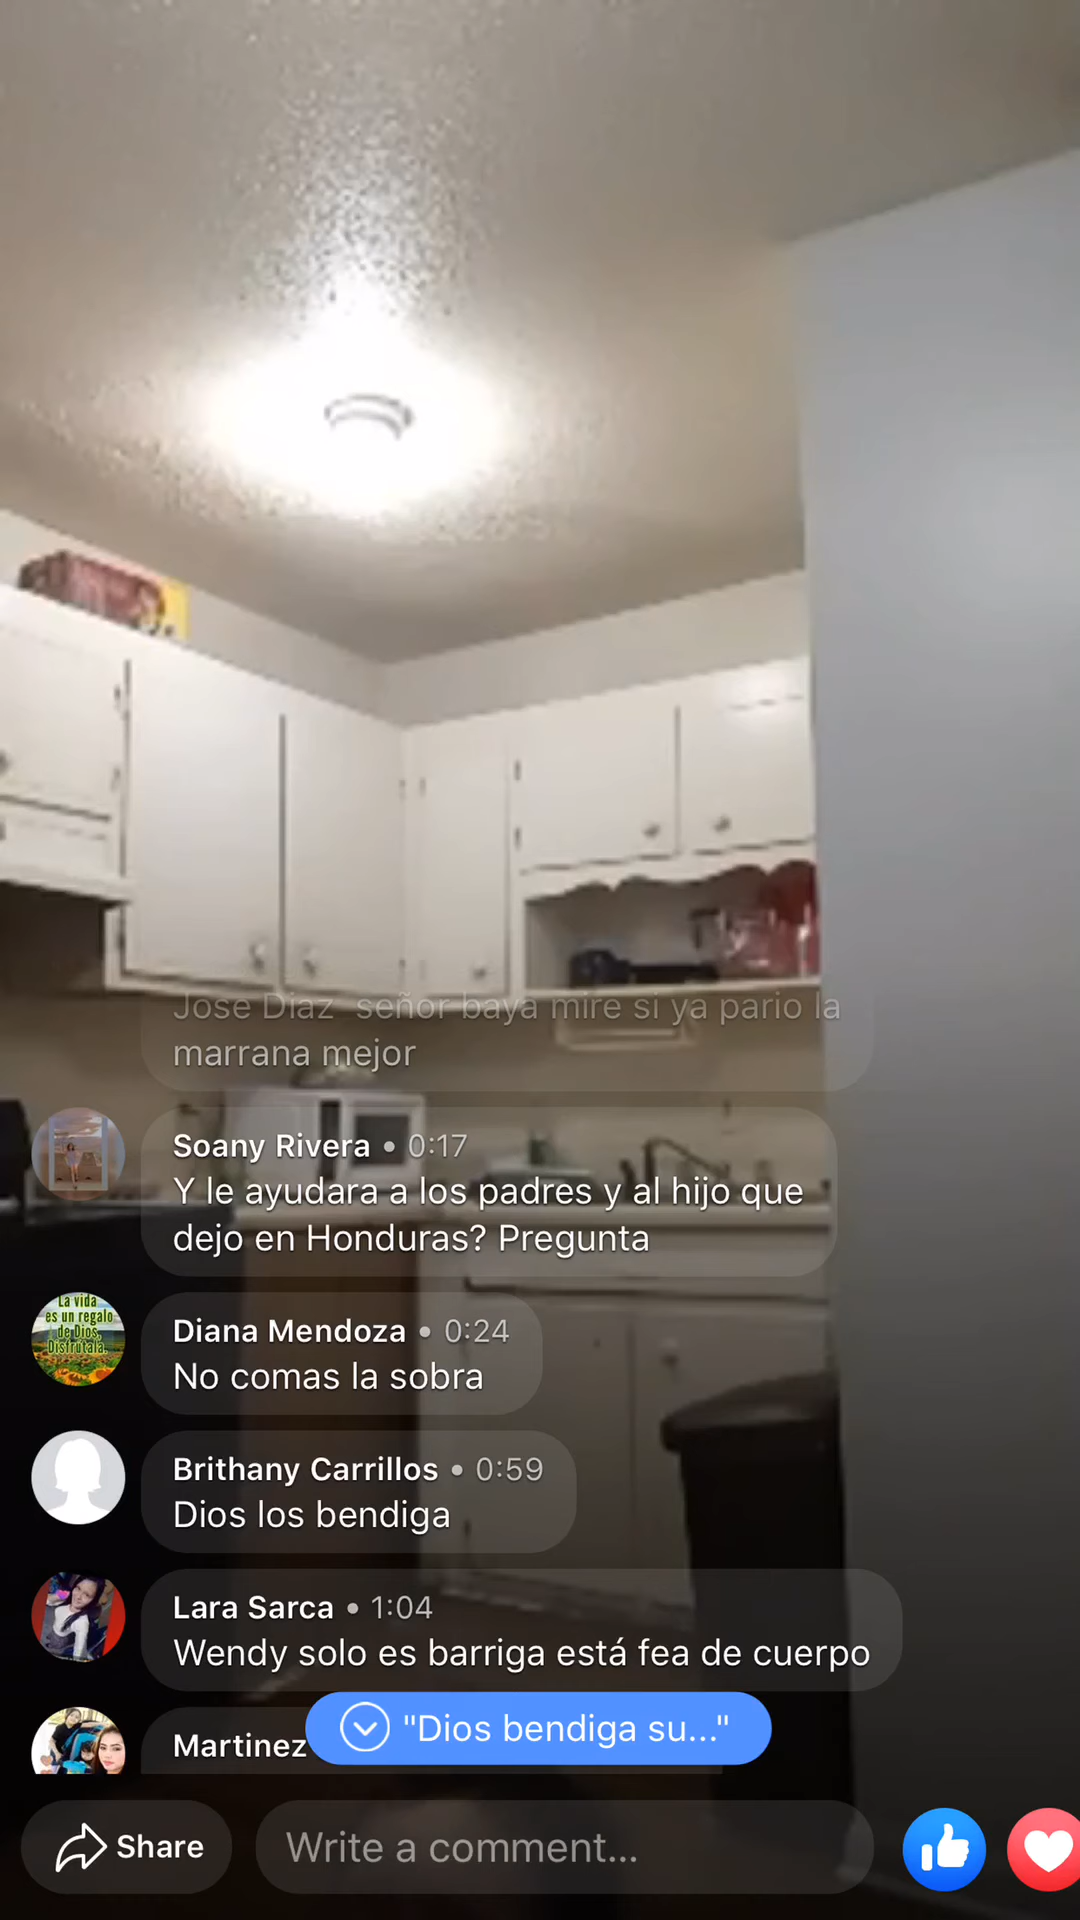 Jose Diaz señor baya mire si ya pario la
marrana mejor
Soany Rivera • 0:17
Y le ayudara a los padres y al hijo que
dejo en Honduras? Pregunta
La vida
es un regalo
de Dios,
Disfrútala.
Diana Mendoza • 0:24
No comas la sobra
Brithany Carrillos • 0:59
Dios los bendiga
Lara Sarca • 1:04
Wendy solo es barriga está fea de cuerpo
Martinez
"Dios bendiga su..."
Share
Write a comment...